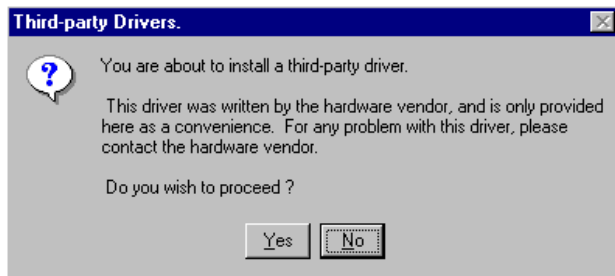 Third-party Drivers.
You are about to install a third-party driver.
This driver was written by the hardware vendor, and is only provided
here as a convenience. For any problem with this driver, please
contact the hardware vendor.
Do you wish to proceed ?
Yes No